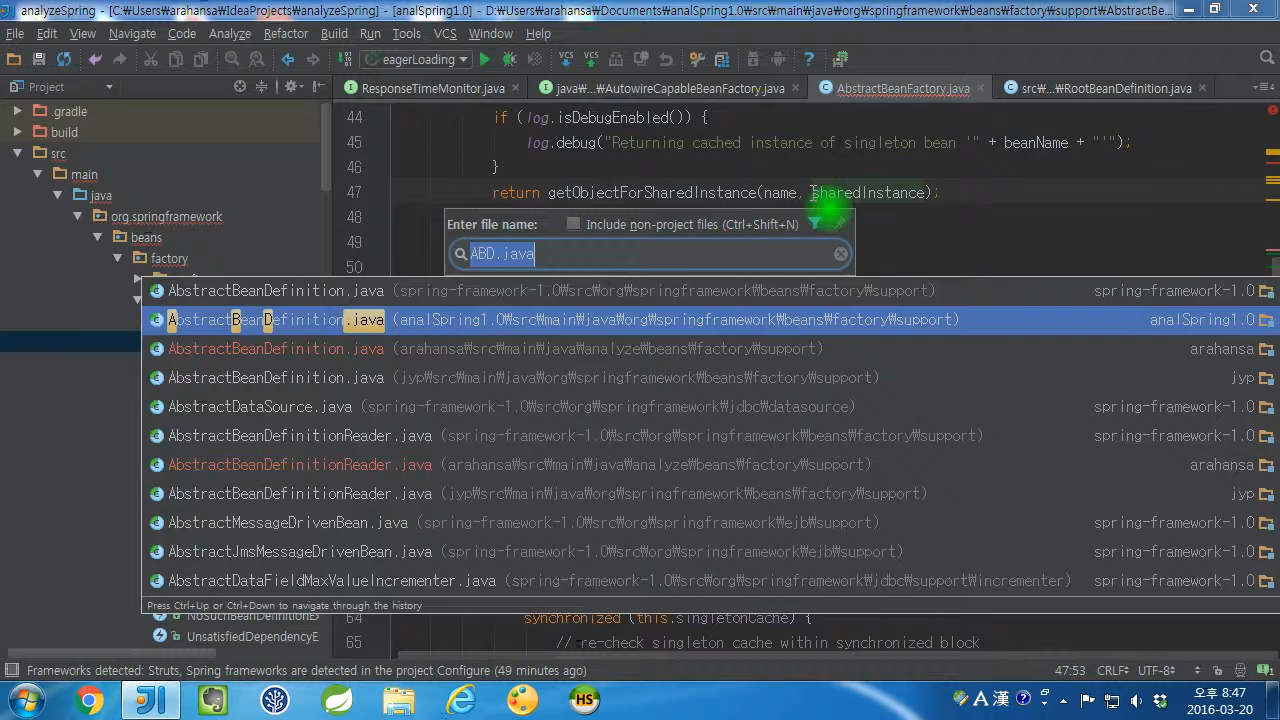 analyzeSpring - [C:₩Users₩arahansa₩IdeaProjects₩analyzeSpring] - [analSpring1.0] - D:₩Users₩arahansa₩Documents₩analSpring1.0₩src₩main₩java₩org₩springframework₩beans₩factory₩support₩AbstractBe...
File Edit View Navigate Code Analyze Refactor Build Run Tools VCS Window Help
eagerLoading VCS VCS
Project ResponseTimeMonitor.java java₩...₩AutowireCapableBeanFactory.java AbstractBeanFactory.java src₩...₩RootBeanDefinition.java
.gradle
build
src
main
java
org.springframework
beans
factory
44 if (log.isDebugEnabled()) {
45 log.debug("Returning cached instance of singleton bean '" + beanName + "'");
46 }
47 return getObjectForSharedInstance(name, sharedInstance);
48
49
50
Enter file name: Include non-project files (Ctrl+Shift+N)
ABD.java
AbstractBeanDefinition.java (spring-framework-1.0₩src₩org₩springframework₩beans₩factory₩support) spring-framework-1.0
AbstractBeanDefinition.java (analSpring1.0₩src₩main₩java₩org₩springframework₩beans₩factory₩support) analSpring1.0
AbstractBeanDefinition.java (arahansa₩src₩main₩java₩analyze₩beans₩factory₩support) arahansa
AbstractBeanDefinition.java (jyp₩src₩main₩java₩org₩springframework₩beans₩factory₩support) jyp
AbstractDataSource.java (spring-framework-1.0₩src₩org₩springframework₩jdbc₩datasource) spring-framework-1.0
AbstractBeanDefinitionReader.java (spring-framework-1.0₩src₩org₩springframework₩beans₩factory₩support) spring-framework-1.0
AbstractBeanDefinitionReader.java (arahansa₩src₩main₩java₩analyze₩beans₩factory₩support) arahansa
AbstractBeanDefinitionReader.java (jyp₩src₩main₩java₩org₩springframework₩beans₩factory₩support) jyp
AbstractMessageDrivenBean.java (spring-framework-1.0₩src₩org₩springframework₩ejb₩support) spring-framework-1.0
AbstractJmsMessageDrivenBean.java (spring-framework-1.0₩src₩org₩springframework₩ejb₩support) spring-framework-1.0
AbstractDataFieldMaxValueIncrementer.java (spring-framework-1.0₩src₩org₩springframework₩jdbc₩support₩incrementer) spring-framework-1.0
Press Ctrl+Up or Ctrl+Down to navigate through the history
NoSuchBeanDefinitionEx
UnsatisfiedDependencyE
64 synchronized (this.singletonCache) {
65 // re-check singleton cache within synchronized block
Frameworks detected: Struts, Spring frameworks are detected in the project Configure (49 minutes ago) 47:53 CRLF UTF-8
JI HS A 漢 오후 8:47
2016-03-20